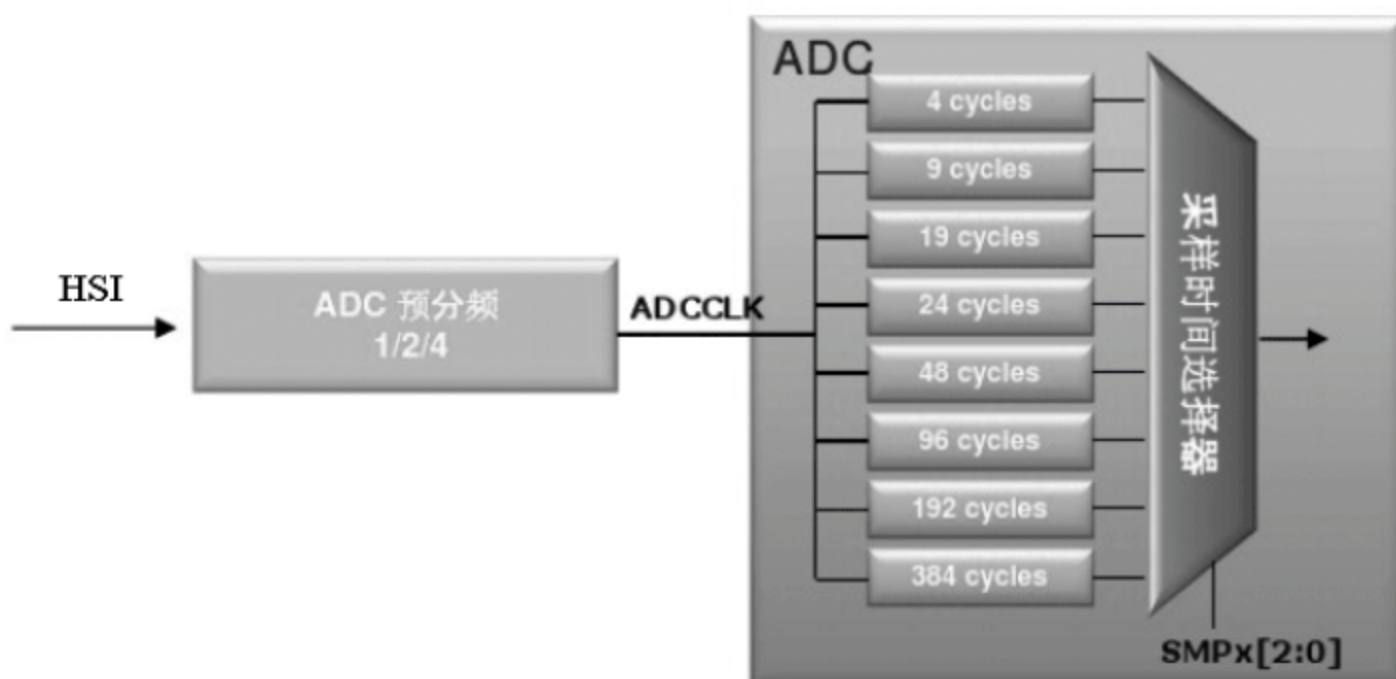 ADC
4 cycles
9 cycles
19 cycles
HSI
ADC 预分频
1/2/4
ADCCLK
24 cycles
48 cycles
96 cycles
192 cycles
384 cycles
采样时间选择器
SMPx[2:0]